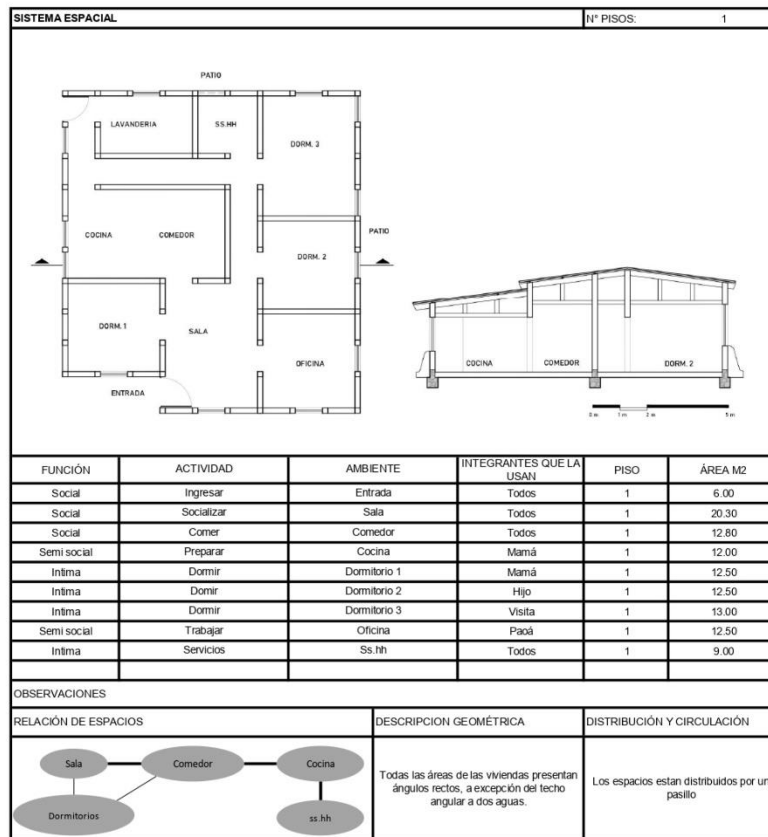 SISTEMA ESPACIAL N° PISOS: 1
PATIO
LAVANDERIA SS.HH
DORM. 3
COCINA COMEDOR PATIO
DORM. 2
DORM. 1
SALA
OFICINA
ENTRADA
COCINA COMEDOR DORM. 2
0 m 1 m 2 m 5 m
FUNCIÓN ACTIVIDAD AMBIENTE INTEGRANTES QUE LA USAN PISO ÁREA M2
Social Ingresar Entrada Todos 1 6.00
Social Socializar Sala Todos 1 20.30
Social Comer Comedor Todos 1 12.80
Semi social Preparar Cocina Mamá 1 12.00
Intima Dormir Dormitorio 1 Mamá 1 12.50
Intima Domir Dormitorio 2 Hijo 1 12.50
Intima Dormir Dormitorio 3 Visita 1 13.00
Semi social Trabajar Oficina Paoá 1 12.50
Intima Servicios Ss.hh Todos 1 9.00
OBSERVACIONES
RELACIÓN DE ESPACIOS
Sala Comedor Cocina
Dormitorios ss.hh
DESCRIPCION GEOMÉTRICA
Todas las áreas de las viviendas presentan
ángulos rectos, a excepción del techo
angular a dos aguas.
DISTRIBUCIÓN Y CIRCULACIÓN
Los espacios estan distribuidos por un
pasillo